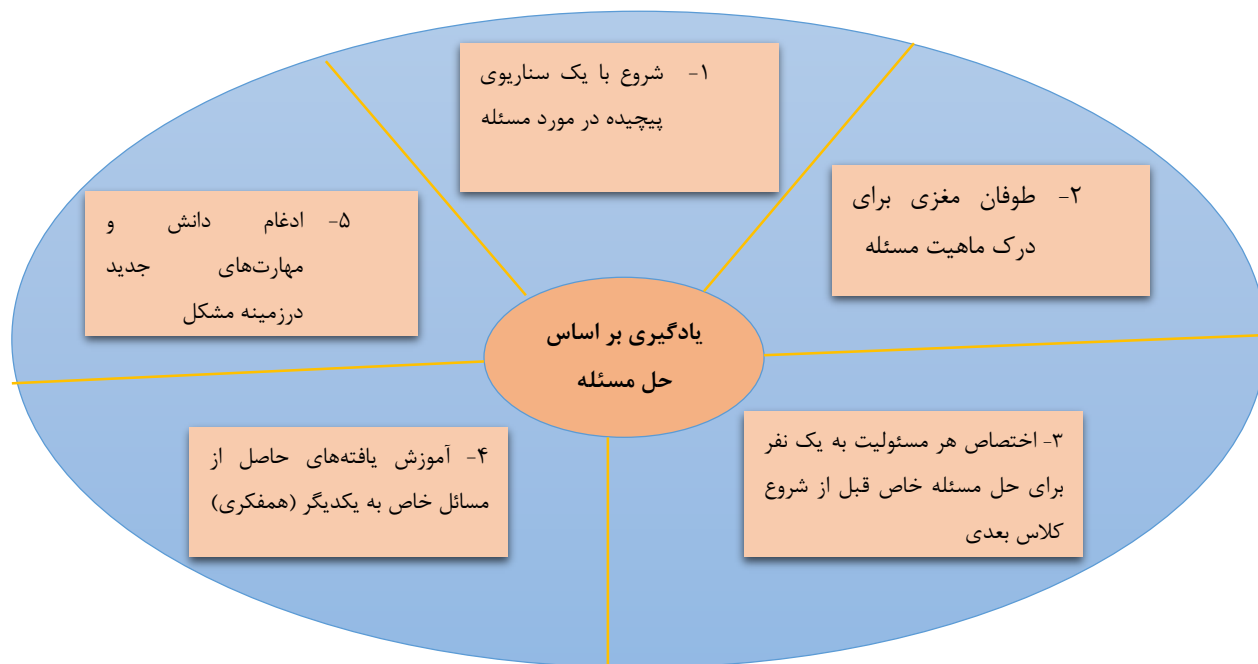 ۱- شروع با یک سناریوی
پیچیده در مورد مسئله
۲- طوفان مغزی برای
درک ماهیت مسئله
۳- اختصاص هر مسئولیت به یک نفر
برای حل مسئله خاص قبل از شروع
کلاس بعدی
۴- آموزش یافته‌های حاصل از
مسائل خاص به یکدیگر (همفکری)
۵- ادغام دانش و
مهارت‌های جدید
درزمینه مشکل
یادگیری بر اساس
حل مسئله